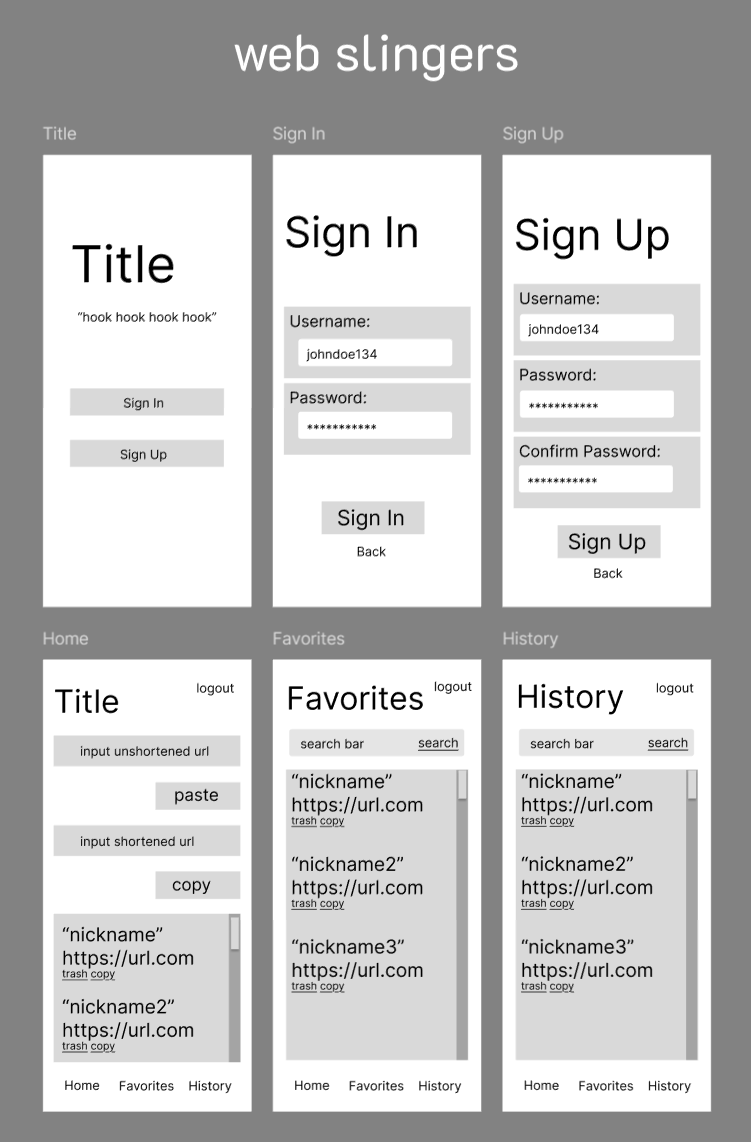 web slingers
Title
Title
“hook hook hook hook”
Sign In
Sign Up
Sign In
Sign In
Username:
johndoe134
Password:
***********
Sign In
Back
Sign Up
Sign Up
Username:
johndoe134
Password:
***********
Confirm Password:
***********
Sign Up
Back
Home
Title
logout
input unshortened url
paste
input shortened url
copy
“nickname”
https://url.com
trash copy
“nickname2”
https://url.com
trash copy
Home Favorites History
Favorites
Favorites
logout
search bar search
“nickname”
https://url.com
trash copy
“nickname2”
https://url.com
trash copy
“nickname3”
https://url.com
trash copy
Home Favorites History
History
History
logout
search bar search
“nickname”
https://url.com
trash copy
“nickname2”
https://url.com
trash copy
“nickname3”
https://url.com
trash copy
Home Favorites History